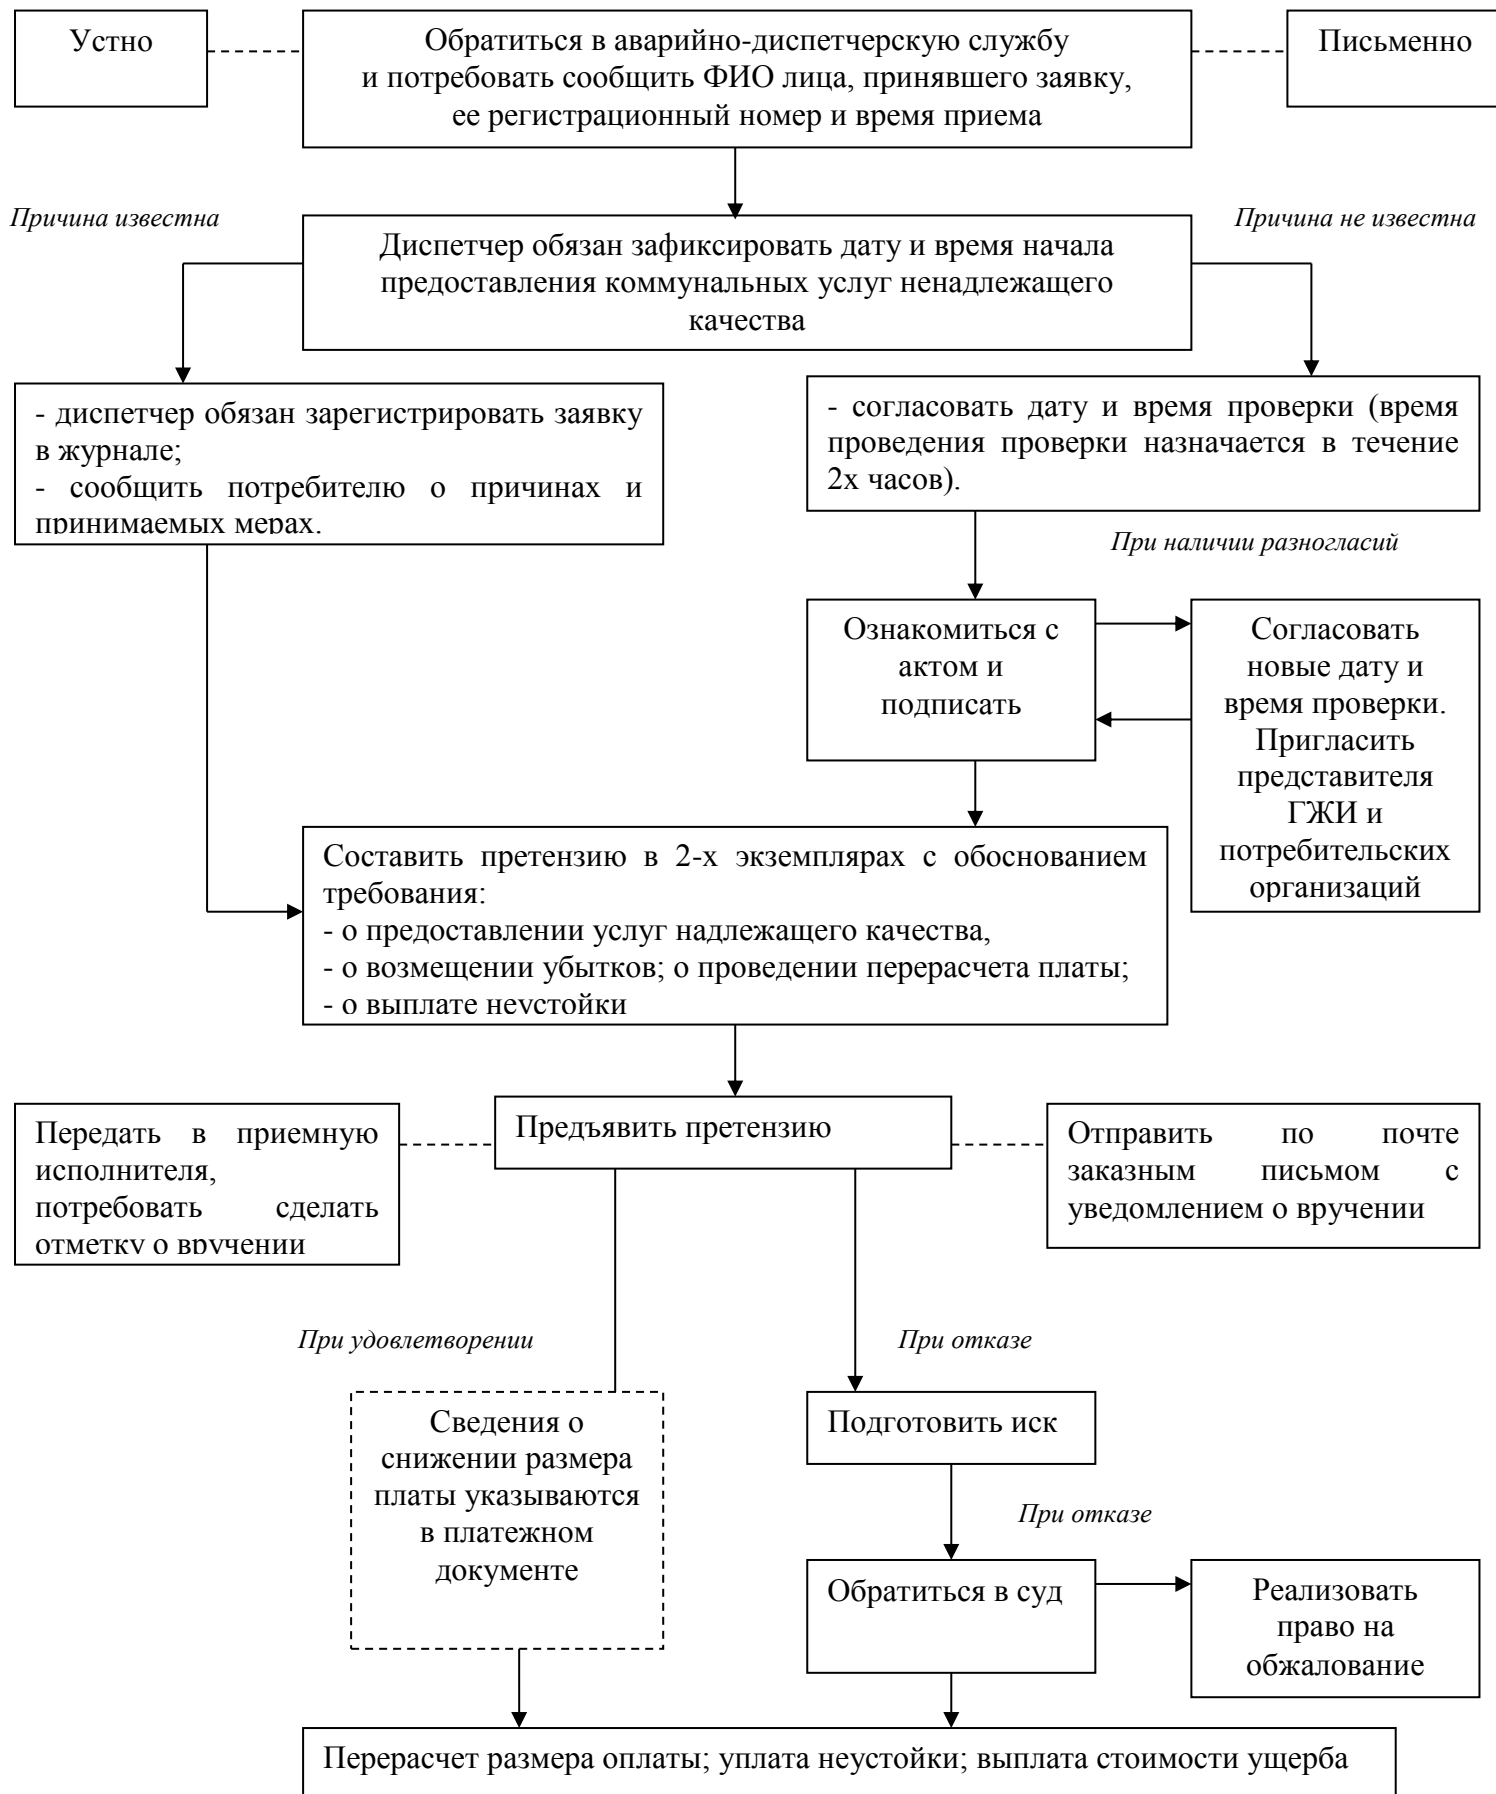 Устно
Обратиться в аварийно-диспетчерскую службу
и потребовать сообщить ФИО лица, принявшего заявку,
ее регистрационный номер и время приема
Письменно
Причина известна
Причина не известна
Диспетчер обязан зафиксировать дату и время начала
предоставления коммунальных услуг ненадлежащего
качества
- диспетчер обязан зарегистрировать заявку
в журнале;
- сообщить потребителю о причинах и
принимаемых мерах.
- согласовать дату и время проверки (время
проведения проверки назначается в течение
2х часов).
При наличии разногласий
Ознакомиться с
актом и
подписать
Согласовать
новые дату и
время проверки.
Пригласить
представителя
ГЖИ и
потребительских
организаций
Составить претензию в 2-х экземплярах с обоснованием
требования:
- о предоставлении услуг надлежащего качества,
- о возмещении убытков; о проведении перерасчета платы;
- о выплате неустойки
Передать в приемную
исполнителя,
потребовать сделать
отметку о вручении
Предъявить претензию
Отправить по почте
заказным письмом с
уведомлением о вручении
При удовлетворении
При отказе
Сведения о
снижении размера
платы указываются
в платежном
документе
Подготовить иск
При отказе
Обратиться в суд
Реализовать
право на
обжалование
Перерасчет размера оплаты; уплата неустойки; выплата стоимости ущерба